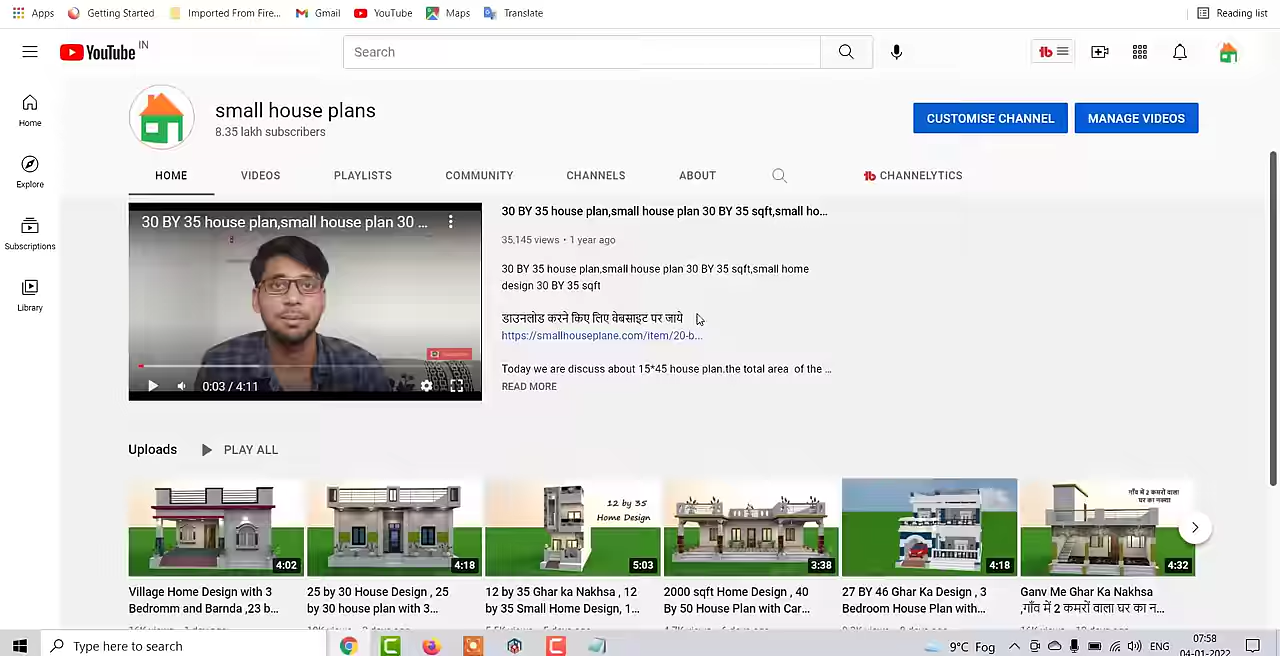 Apps Getting Started Imported From Fire... Gmail YouTube Maps Translate Reading list
YouTube IN
Search
tb
Home
Explore
Subscriptions
Library
small house plans
8.35 lakh subscribers
CUSTOMISE CHANNEL MANAGE VIDEOS
HOME VIDEOS PLAYLISTS COMMUNITY CHANNELS ABOUT tb CHANNELYTICS
30 BY 35 house plan,small house plan 30 ...
0:03 / 4:11
30 BY 35 house plan,small house plan 30 BY 35 sqft,small ho...
35,145 views • 1 year ago
30 BY 35 house plan,small house plan 30 BY 35 sqft,small home
design 30 BY 35 sqft
डाउनलोड करने किए लिए वेबसाइट पर जाये
https://smallhouseplane.com/item/20-b...
Today we are discuss about 15*45 house plan.the total area of the ...
READ MORE
Uploads PLAY ALL
4:02
Village Home Design with 3
Bedromm and Barnda ,23 b...
4:18
25 by 30 House Design , 25
by 30 house plan with 3...
12 by 35
Home Design
5:03
12 by 35 Ghar ka Nakhsa , 12
by 35 Small Home Design, 1...
3:38
2000 sqft Home Design , 40
By 50 House Plan with Car...
4:18
27 BY 46 Ghar Ka Design , 3
Bedroom House Plan with...
गाँव में 2 कमरों वाला
घर का नक्शा
4:32
Ganv Me Ghar Ka Nakhsa
,गाँव में 2 कमरों वाला घर का न...
Type here to search
9°C Fog ENG
07:58
04-01-2022